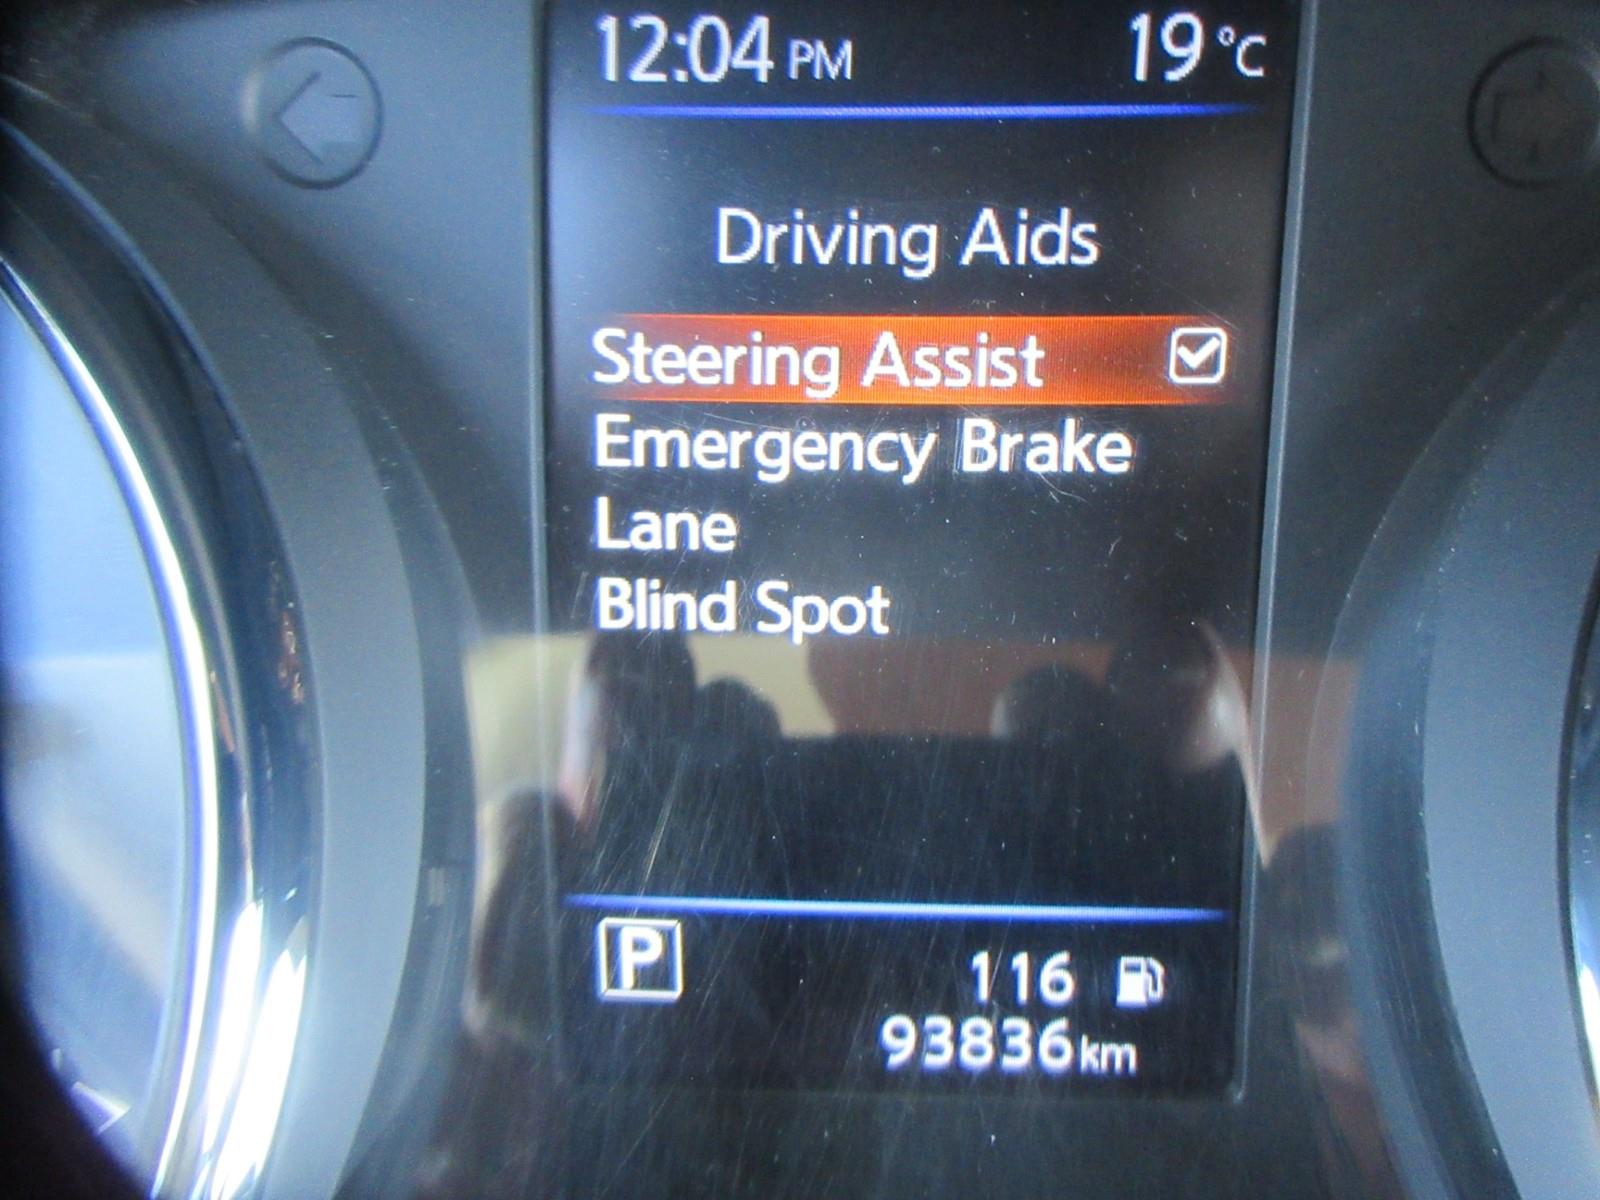 12:04 PM 19 °C
Driving Aids
Steering Assist
Emergency Brake
Lane
Blind Spot
P
116
93836 km